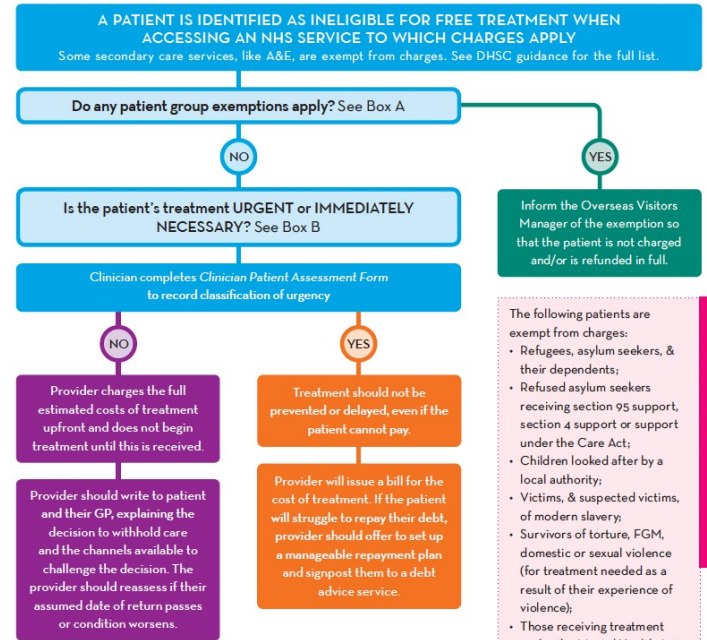 A PATIENT IS IDENTIFIED AS INELIGIBLE FOR FREE TREATMENT WHEN
ACCESSING AN NHS SERVICE TO WHICH CHARGES APPLY
Some secondary care services, like A&E, are exempt from charges. See DHSC guidance for the full list.
Do any patient group exemptions apply? See Box A
NO
YES
Is the patient's treatment URGENT or IMMEDIATELY
NECESSARY? See Box B
Inform the Overseas Visitors
Manager of the exemption so
that the patient is not charged
and/or is refunded in full.
Clinician completes Clinician Patient Assessment Form
to record classification of urgency
NO
YES
Provider charges the full
estimated costs of treatment
upfront and does not begin
treatment until this is received.
Treatment should not be
prevented or delayed, even if the
patient cannot pay.
Provider should write to patient
and their GP, explaining the
decision to withhold care
and the channels available to
challenge the decision. The
provider should reassess if their
assumed date of return passes
or condition worsens.
Provider will issue a bill for the
cost of treatment. If the patient
will struggle to repay their debt,
provider should offer to set up
a manageable repayment plan
and signpost them to a debt
advice service.
The following patients are
exempt from charges:
• Refugees, asylum seekers, &
their dependents;
• Refused asylum seekers
receiving section 95 support,
section 4 support or support
under the Care Act;
• Children looked after by a
local authority;
• Victims, & suspected victims,
of modern slavery;
• Survivors of torture, FGM,
domestic or sexual violence
(for treatment needed as a
result of their experience of
violence);
• Those receiving treatment